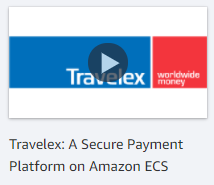 Travelex
worldwide
money
Travelex: A Secure Payment
Platform on Amazon ECS